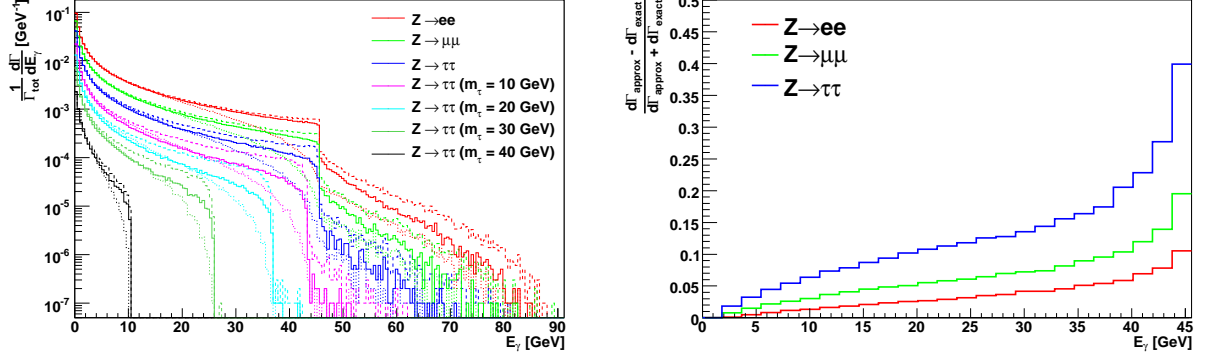 1/Γtot dΓ/dEγ [GeV⁻¹]
10⁻¹
10⁻²
10⁻³
10⁻⁴
10⁻⁵
10⁻⁶
10⁻⁷
Z→ee
Z→μμ
Z → ττ
Z → ττ (mτ = 10 GeV)
Z → ττ (mτ = 20 GeV)
Z → ττ (mτ = 30 GeV)
Z → ττ (mτ = 40 GeV)
0 10 20 30 40 50 60 70 80 90
Eγ [GeV]
dΓapprox - dΓexact
dΓapprox + dΓexact
0.5
0.45
0.4
0.35
0.3
0.25
0.2
0.15
0.1
0.05
0
Z→ee
Z→μμ
Z→ττ
0 5 10 15 20 25 30 35 40 45
Eγ [GeV]